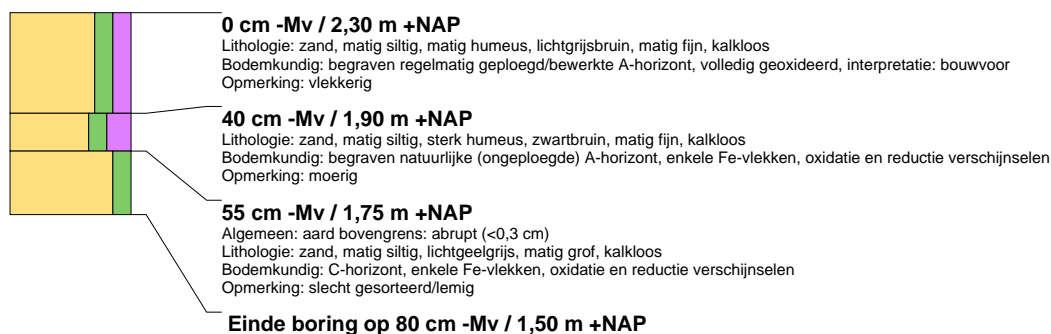 0 cm -Mv / 2,30 m +NAP
Lithologie: zand, matig siltig, matig humeus, lichtgrijsbruin, matig fijn, kalkloos
Bodemkundig: begraven regelmatig geploegd/bewerkte A-horizont, volledig geoxideerd, interpretatie: bouwvoor
Opmerking: vlekkerig
40 cm -Mv / 1,90 m +NAP
Lithologie: zand, matig siltig, sterk humeus, zwartbruin, matig fijn, kalkloos
Bodemkundig: begraven natuurlijke (ongeploegde) A-horizont, enkele Fe-vlekken, oxidatie en reductie verschijnselen
Opmerking: moerig
55 cm -Mv / 1,75 m +NAP
Algemeen: aard bovengrens: abrupt (<0,3 cm)
Lithologie: zand, matig siltig, lichtgeelgrijs, matig grof, kalkloos
Bodemkundig: C-horizont, enkele Fe-vlekken, oxidatie en reductie verschijnselen
Opmerking: slecht gesorteerd/lemig
Einde boring op 80 cm -Mv / 1,50 m +NAP